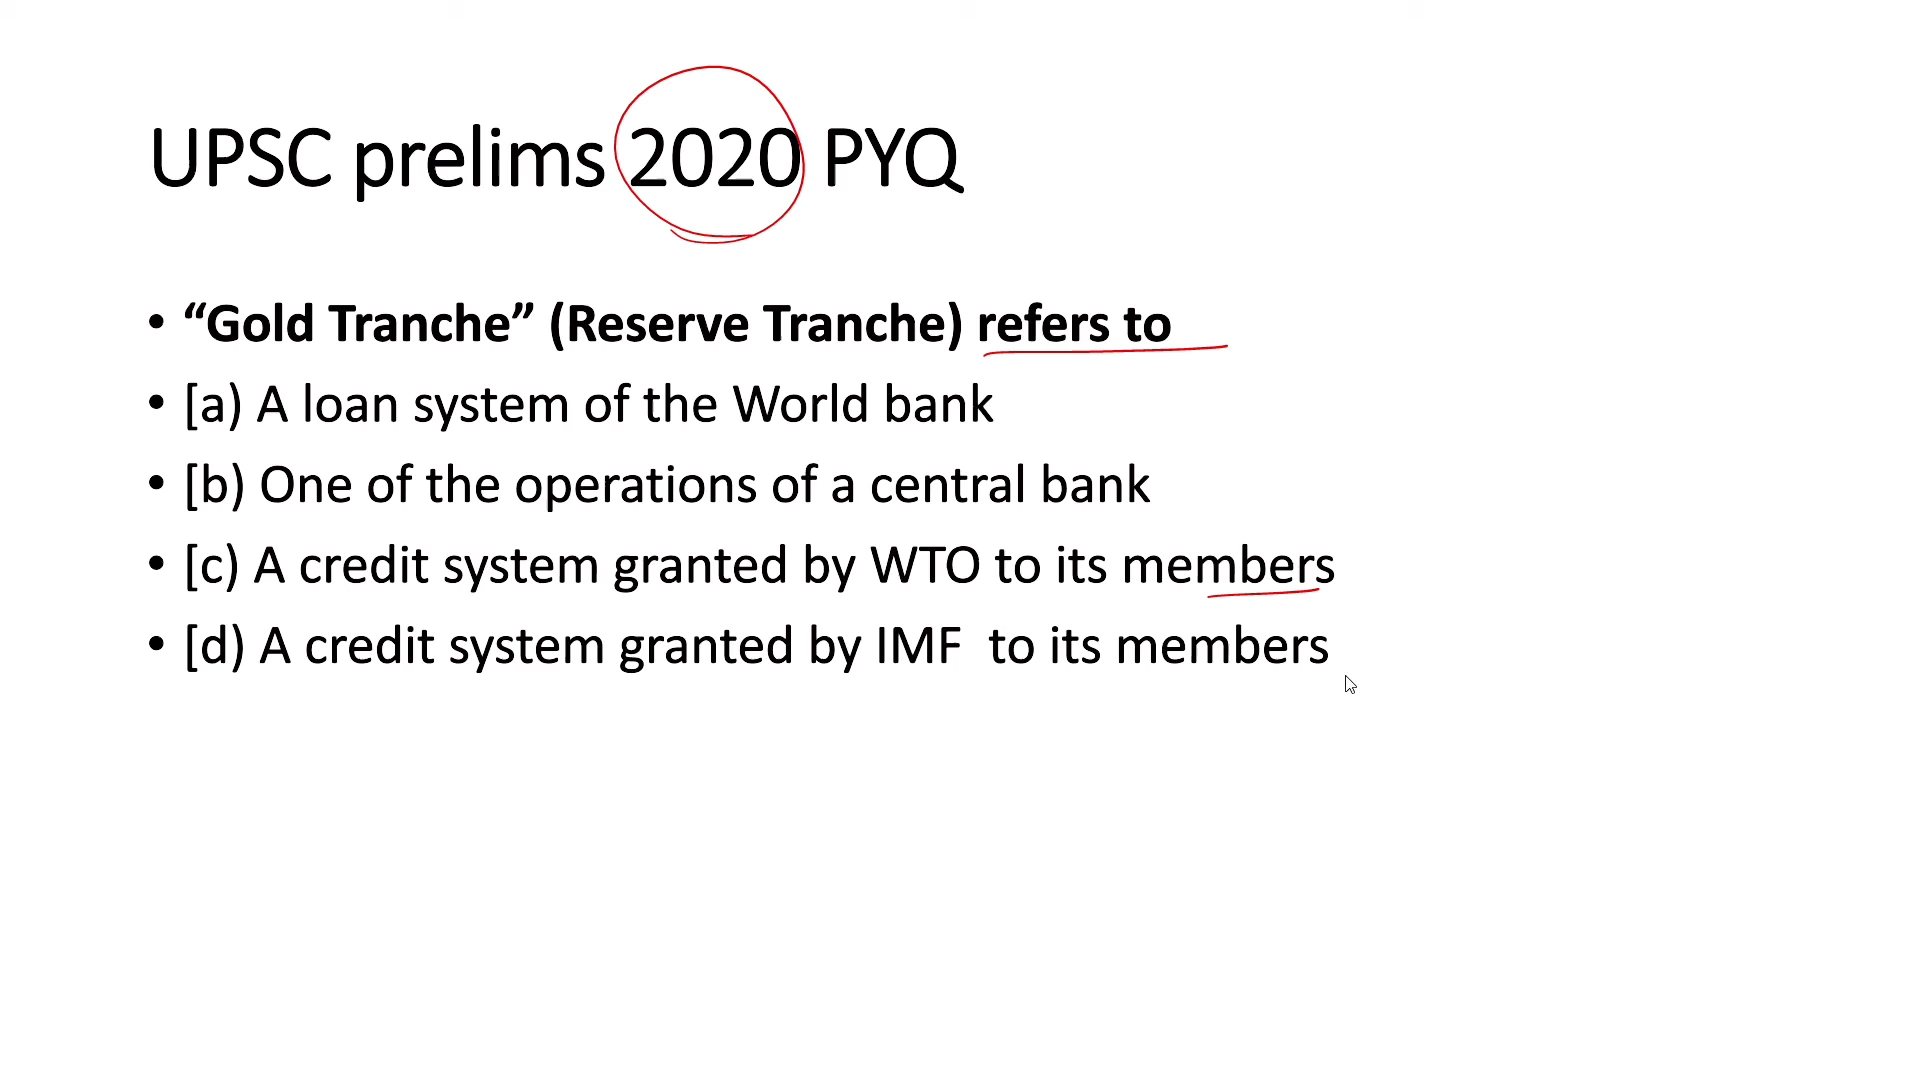 UPSC prelims 2020 PYQ
• “Gold Tranche” (Reserve Tranche) refers to
• [a) A loan system of the World bank
• [b) One of the operations of a central bank
• [c) A credit system granted by WTO to its members
• [d) A credit system granted by IMF  to its members